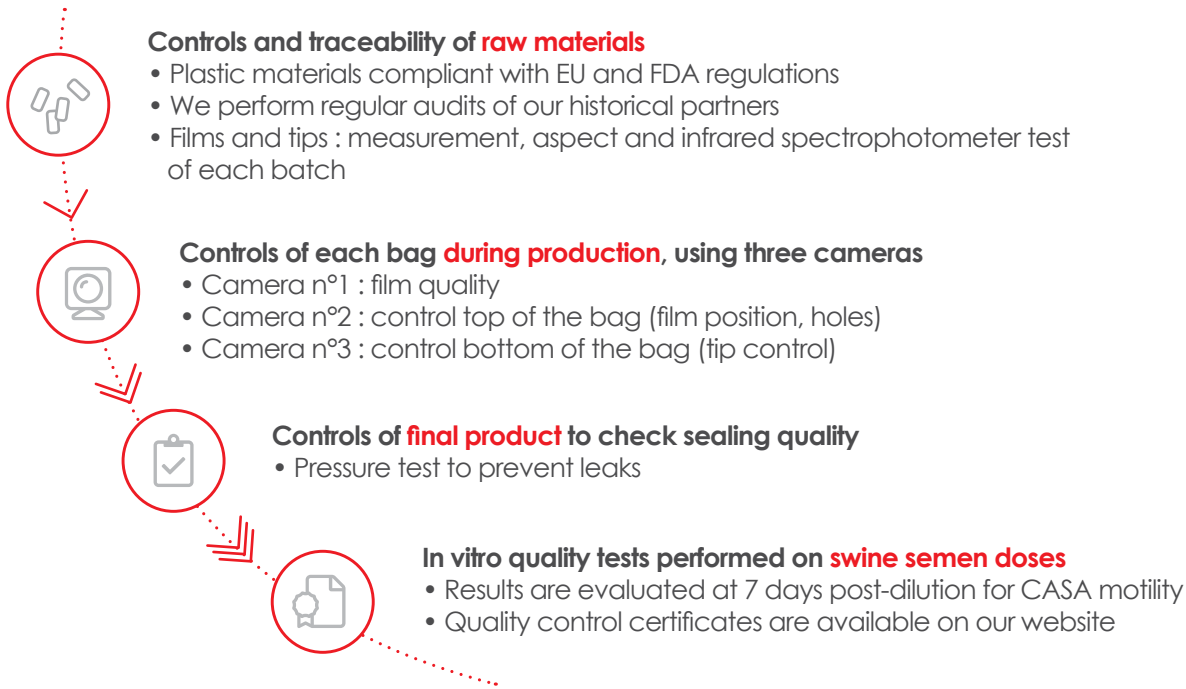 Controls and traceability of raw materials
• Plastic materials compliant with EU and FDA regulations
• We perform regular audits of our historical partners
• Films and tips : measurement, aspect and infrared spectrophotometer test
of each batch
Controls of each bag during production, using three cameras
• Camera n°1 : film quality
• Camera n°2 : control top of the bag (film position, holes)
• Camera n°3 : control bottom of the bag (tip control)
Controls of final product to check sealing quality
• Pressure test to prevent leaks
In vitro quality tests performed on swine semen doses
• Results are evaluated at 7 days post-dilution for CASA motility
• Quality control certificates are available on our website